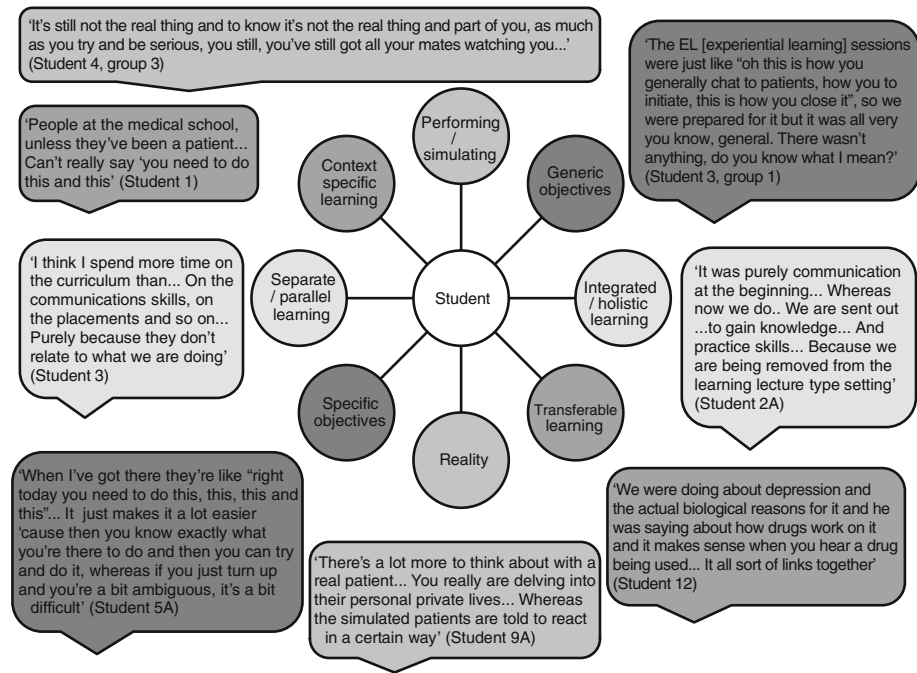 ‘It’s still not the real thing and to know it’s not the real thing and part of you, as much
as you try and be serious, you still, you’ve still got all your mates watching you...’
(Student 4, group 3)
‘The EL [experiential learning] sessions
were just like “oh this is how you
generally chat to patients, how you to
initiate, this is how you close it”, so we
were prepared for it but it was all very
you know, general. There wasn’t
anything, do you know what I mean?’
(Student 3, group 1)
‘People at the medical school,
unless they’ve been a patient...
Can’t really say ‘you need to do
this and this’ (Student 1)
Performing
/
simulating
Context
specific
learning
Generic
objectives
‘I think I spend more time on
the curriculum than... On the
communications skills, on
the placements and so on...
Purely because they don’t
relate to what we are doing’
(Student 3)
Separate
/ parallel
learning
Student
Integrated
/ holistic
learning
‘It was purely communication
at the beginning... Whereas
now we do.. We are sent out
...to gain knowledge... And
practice skills... Because we
are being removed from the
learning lecture type setting’
(Student 2A)
Specific
objectives
Reality
Transferable
learning
‘When I’ve got there they’re like “right
today you need to do this, this, this and
this”... It just makes it a lot easier
‘cause then you know exactly what
you’re there to do and then you can try
and do it, whereas if you just turn up
and you’re a bit ambiguous, it’s a bit
difficult’ (Student 5A)
‘There’s a lot more to think about with a
real patient... You really are delving into
their personal private lives... Whereas
the simulated patients are told to react
in a certain way’ (Student 9A)
‘We were doing about depression and
the actual biological reasons for it and he
was saying about how drugs work on it
and it makes sense when you hear a drug
being used... It all sort of links together’
(Student 12)